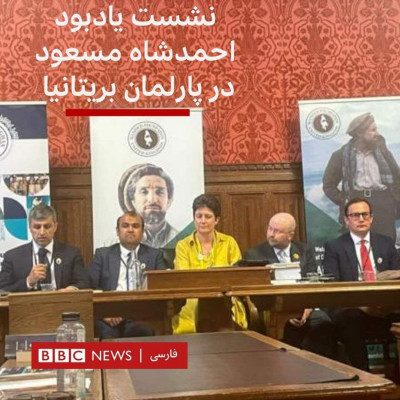 نشست یادبود
احمدشاه مسعود
در پارلمان بریتانیا
BBC NEWS | فارسی